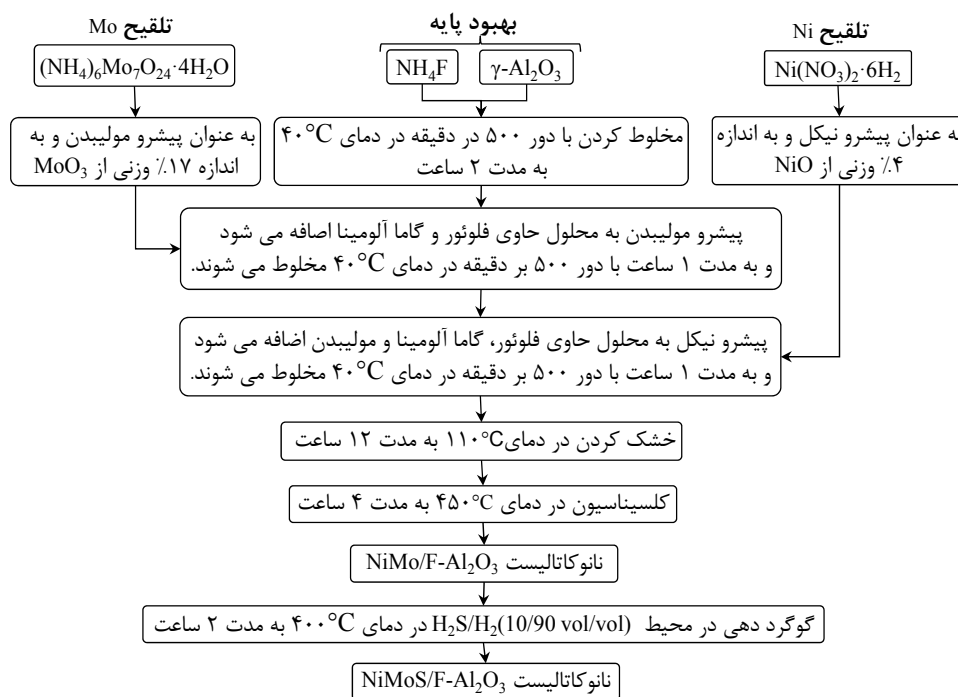 تلقیح Mo
(NH₄)₆Mo₇O₂₄·4H₂O
به عنوان پیشرو مولیبدن و به
اندازه ۱۷٪ وزنی از MoO₃
بهبود پایه
NH₄F
γ-Al₂O₃
مخلوط کردن با دور ۵۰۰ در دقیقه در دمای ۴۰°C
به مدت ۲ ساعت
تلقیح Ni
Ni(NO₃)₂·6H₂
به عنوان پیشرو نیکل و به اندازه
۴٪ وزنی از NiO
پیشرو مولیبدن به محلول حاوی فلوئور و گاما آلومینا اصافه می شود
و به مدت ۱ ساعت با دور ۵۰۰ بر دقیقه در دمای ۴۰°C مخلوط می شوند.
پیشرو نیکل به محلول حاوی فلوئور، گاما آلومینا و مولیبدن اضافه می شود
و به مدت ۱ ساعت با دور ۵۰۰ بر دقیقه در دمای ۴۰°C مخلوط می شوند.
خشک کردن در دمای۱۱۰°C به مدت ۱۲ ساعت
کلسیناسیون در دمای ۴۵۰°C به مدت ۴ ساعت
نانوکاتالیست NiMo/F-Al₂O₃
گوگرد دهی در محیط H₂S/H₂(10/90 vol/vol) در دمای ۴۰۰°C به مدت ۲ ساعت
نانوکاتالیست NiMoS/F-Al₂O₃